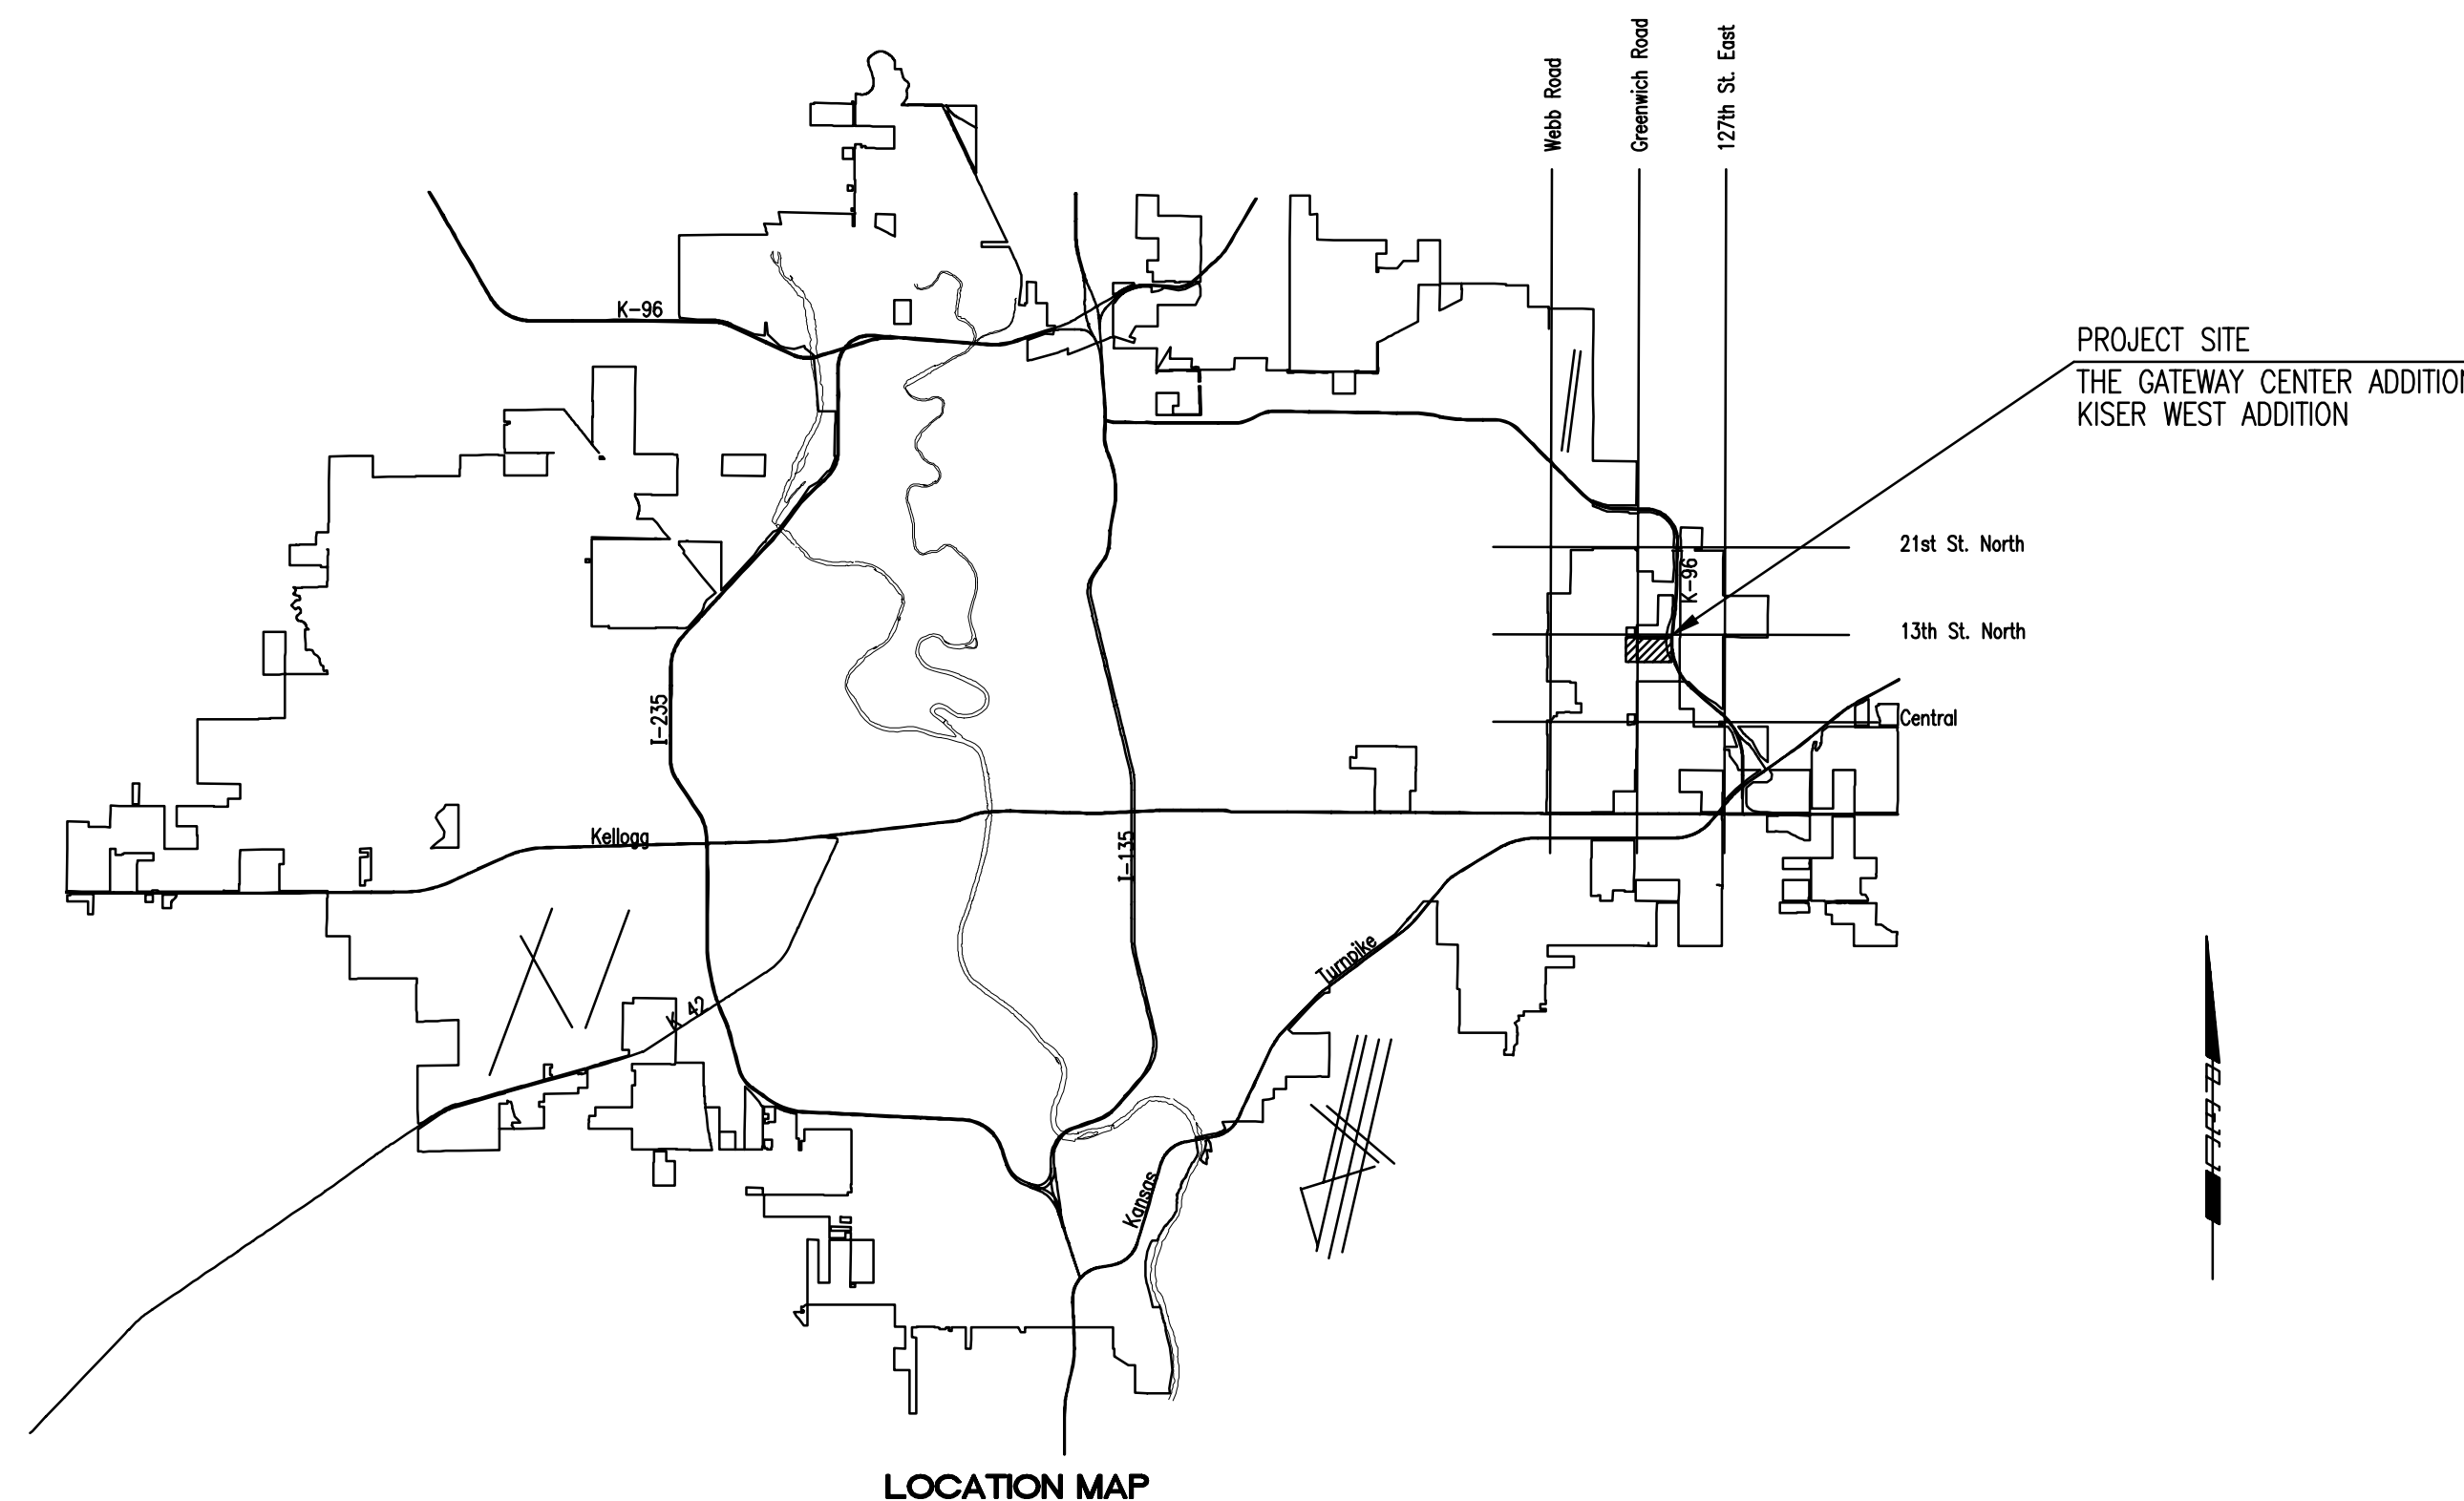 Webb Road
Greenwich Road
127th St. East
K-96
PROJECT SITE
THE GATEWAY CENTER ADDITION
KISER WEST ADDITION
21st St. North
K-96
13th St. North
I-235
Central
Kellogg
I-135
Turnpike
K 42
Kansas
LOCATION MAP